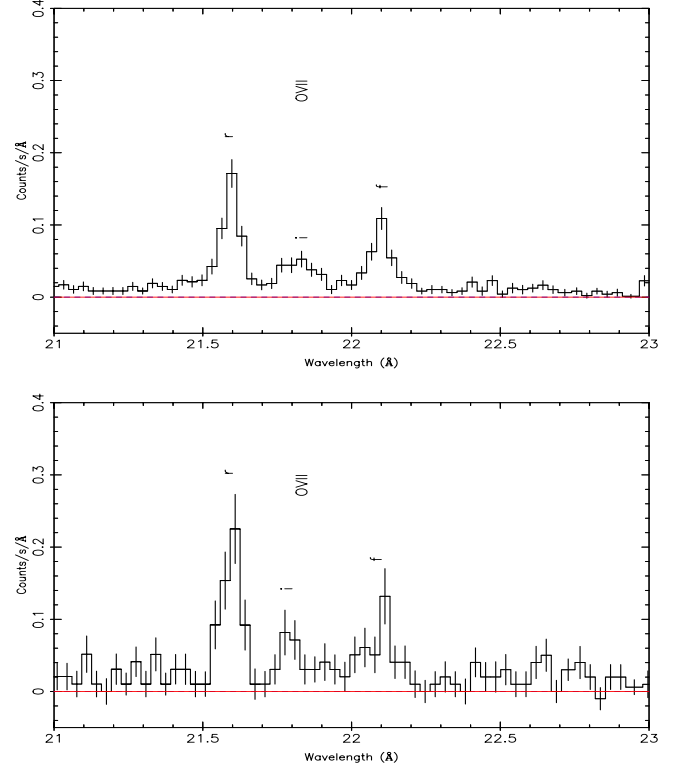 0.4
0.3
0.2
0.1
0
Counts/s/Å
OVII
r
i
f
21
21.5
22
22.5
23
Wavelength (Å)
0.4
0.3
0.2
0.1
0
Counts/s/Å
OVII
r
i
f
21
21.5
22
22.5
23
Wavelength (Å)